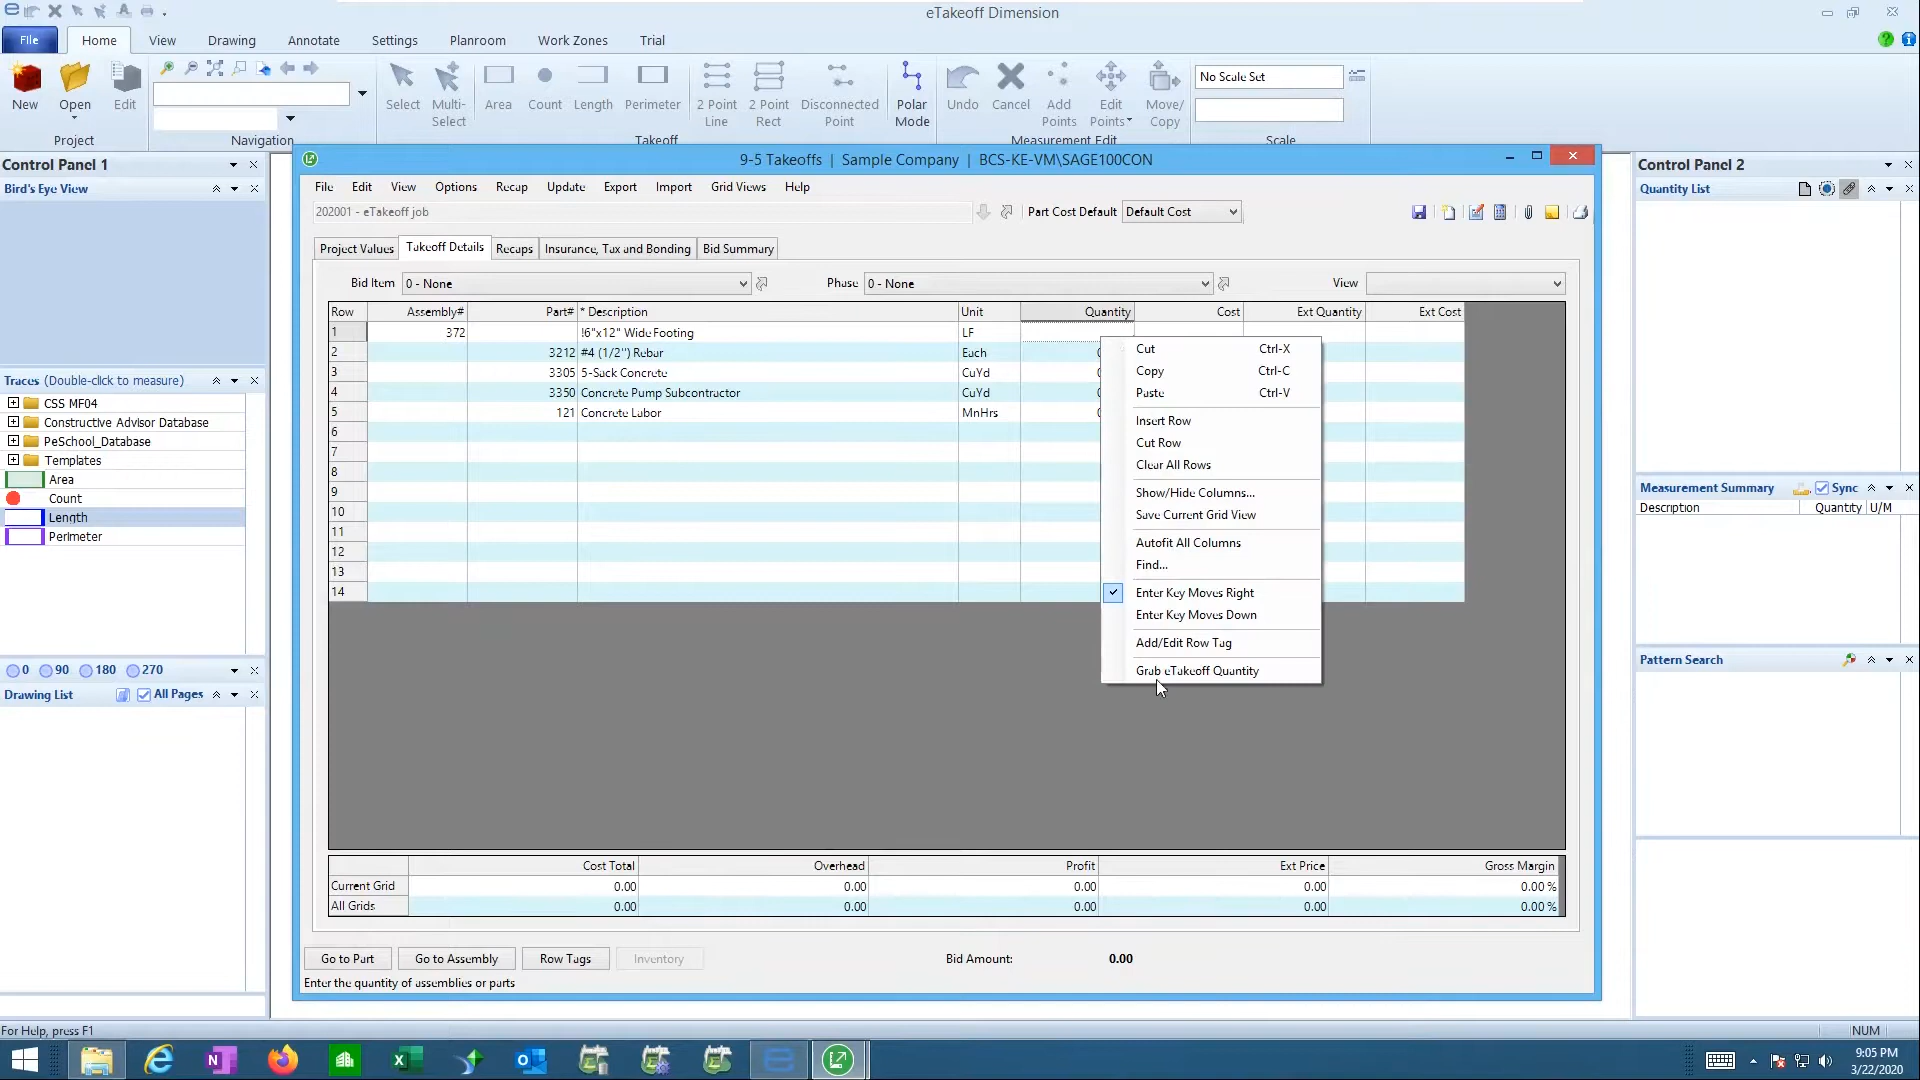 eTakeoff Dimension
File Home View Drawing Annotate Settings Planroom Work Zones Trial
New Open Edit
Select Multi-Select Area Count Length Perimeter 2 Point Line 2 Point Rect Disconnected Point Polar Mode Undo Cancel Add Points Edit Points Move/Copy
No Scale Set
Project Navigation Takeoff Measurement Edit Scale
Control Panel 1
Bird's Eye View
Traces (Double-click to measure)
CSS MF04
Constructive Advisor Database
PeSchool_Database
Templates
Area
Count
Length
Perimeter
0 90 180 270
Drawing List All Pages
9-5 Takeoffs | Sample Company | BCS-KE-VM\SAGE100CON
File Edit View Options Recap Update Export Import Grid Views Help
202001 - eTakeoff job Part Cost Default Default Cost
Project Values Takeoff Details Recaps Insurance, Tax and Bonding Bid Summary
Bid Item 0 - None Phase 0 - None View
Row Assembly# Part# * Description Unit Quantity Cost Ext Quantity Ext Cost
1 372 !6"x12" Wide Footing LF
2 3212 #4 (1/2") Rebar Each 0
3 3305 5-Sack Concrete CuYd 0
4 3350 Concrete Pump Subcontractor CuYd 0
5 121 Concrete Labor MnHrs 0
6
7
8
9
10
11
12
13
14
Cut Ctrl-X
Copy Ctrl-C
Paste Ctrl-V
Insert Row
Cut Row
Clear All Rows
Show/Hide Columns...
Save Current Grid View
Autofit All Columns
Find...
Enter Key Moves Right
Enter Key Moves Down
Add/Edit Row Tag
Grab eTakeoff Quantity
Cost Total Overhead Profit Ext Price Gross Margin
Current Grid 0.00 0.00 0.00 0.00 0.00 %
All Grids 0.00 0.00 0.00 0.00 0.00 %
Go to Part Go to Assembly Row Tags Inventory Bid Amount: 0.00
Enter the quantity of assemblies or parts
Control Panel 2
Quantity List
Measurement Summary Sync
Description Quantity U/M
Pattern Search
For Help, press F1 NUM
9:05 PM
3/22/2020